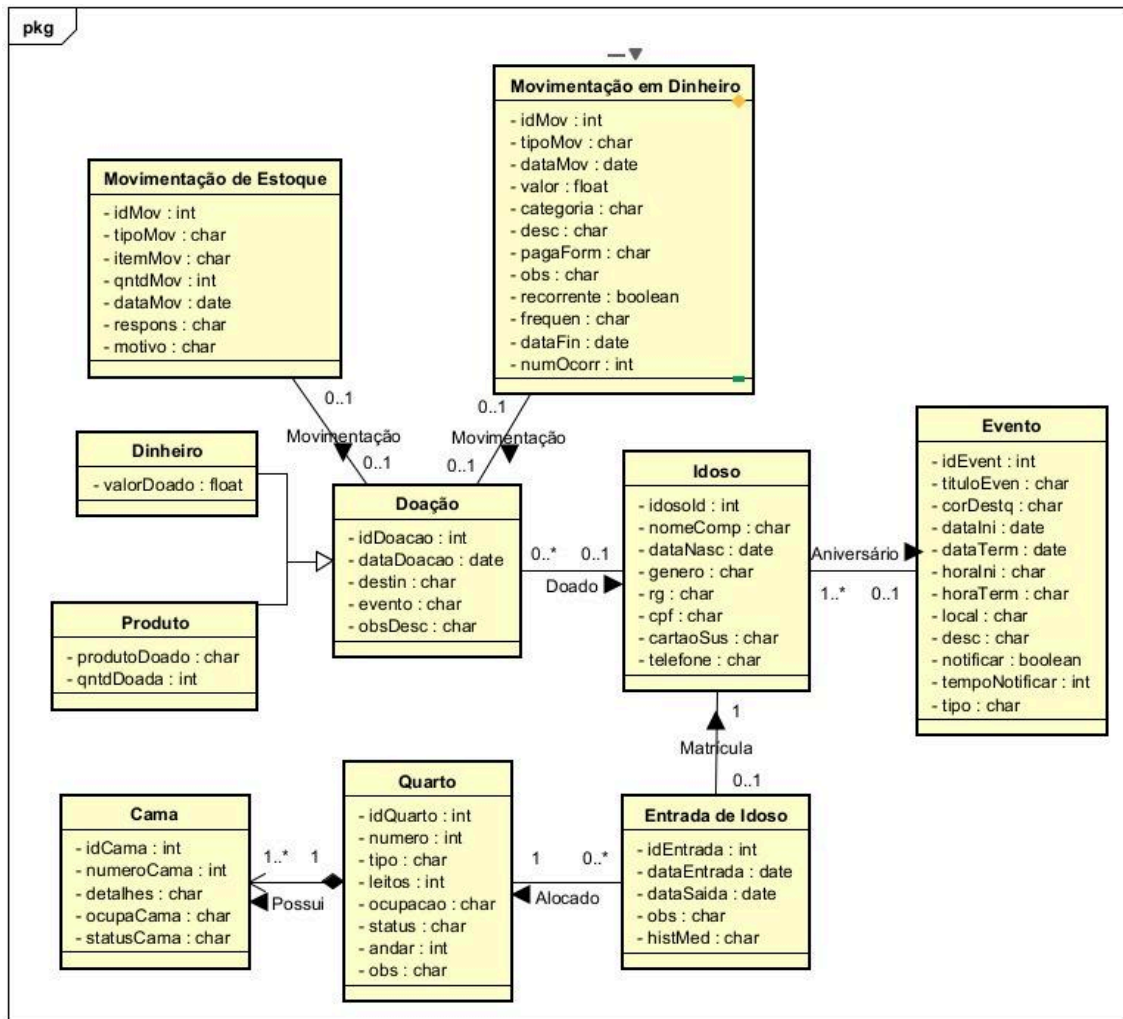 pkg
Movimentação em Dinheiro
- idMov : int
- tipoMov : char
- dataMov : date
- valor : float
- categoria : char
- desc : char
- pagaForm : char
- obs : char
- recorrente : boolean
- frequen : char
- dataFin : date
- numOcorr : int
Movimentação de Estoque
- idMov : int
- tipoMov : char
- itemMov : char
- qntdMov : int
- dataMov : date
- respons : char
- motivo : char
0..1
Movimentação
0..1
0..1
Movimentação
0..1
Dinheiro
- valorDoado : float
Produto
- produtoDoado : char
- qntdDoada : int
Doação
- idDoacao : int
- dataDoacao : date
- destin : char
- evento : char
- obsDesc : char
0..* 0..1
Doado
Idoso
- idosoId : int
- nomeComp : char
- dataNasc : date
- genero : char
- rg : char
- cpf : char
- cartaoSus : char
- telefone : char
Aniversário
1..* 0..1
Evento
- idEvent : int
- tituloEven : char
- corDestq : char
- dataIni : date
- dataTerm : date
- horaIni : char
- horaTerm : char
- local : char
- desc : char
- notificar : boolean
- tempoNotificar : int
- tipo : char
1
Matrícula
0..1
Cama
- idCama : int
- numeroCama : int
- detalhes : char
- ocupaCama : char
- statusCama : char
1..* 1
Possui
Quarto
- idQuarto : int
- numero : int
- tipo : char
- leitos : int
- ocupacao : char
- status : char
- andar : int
- obs : char
1 0..*
Alocado
Entrada de Idoso
- idEntrada : int
- dataEntrada : date
- dataSaida : date
- obs : char
- histMed : char